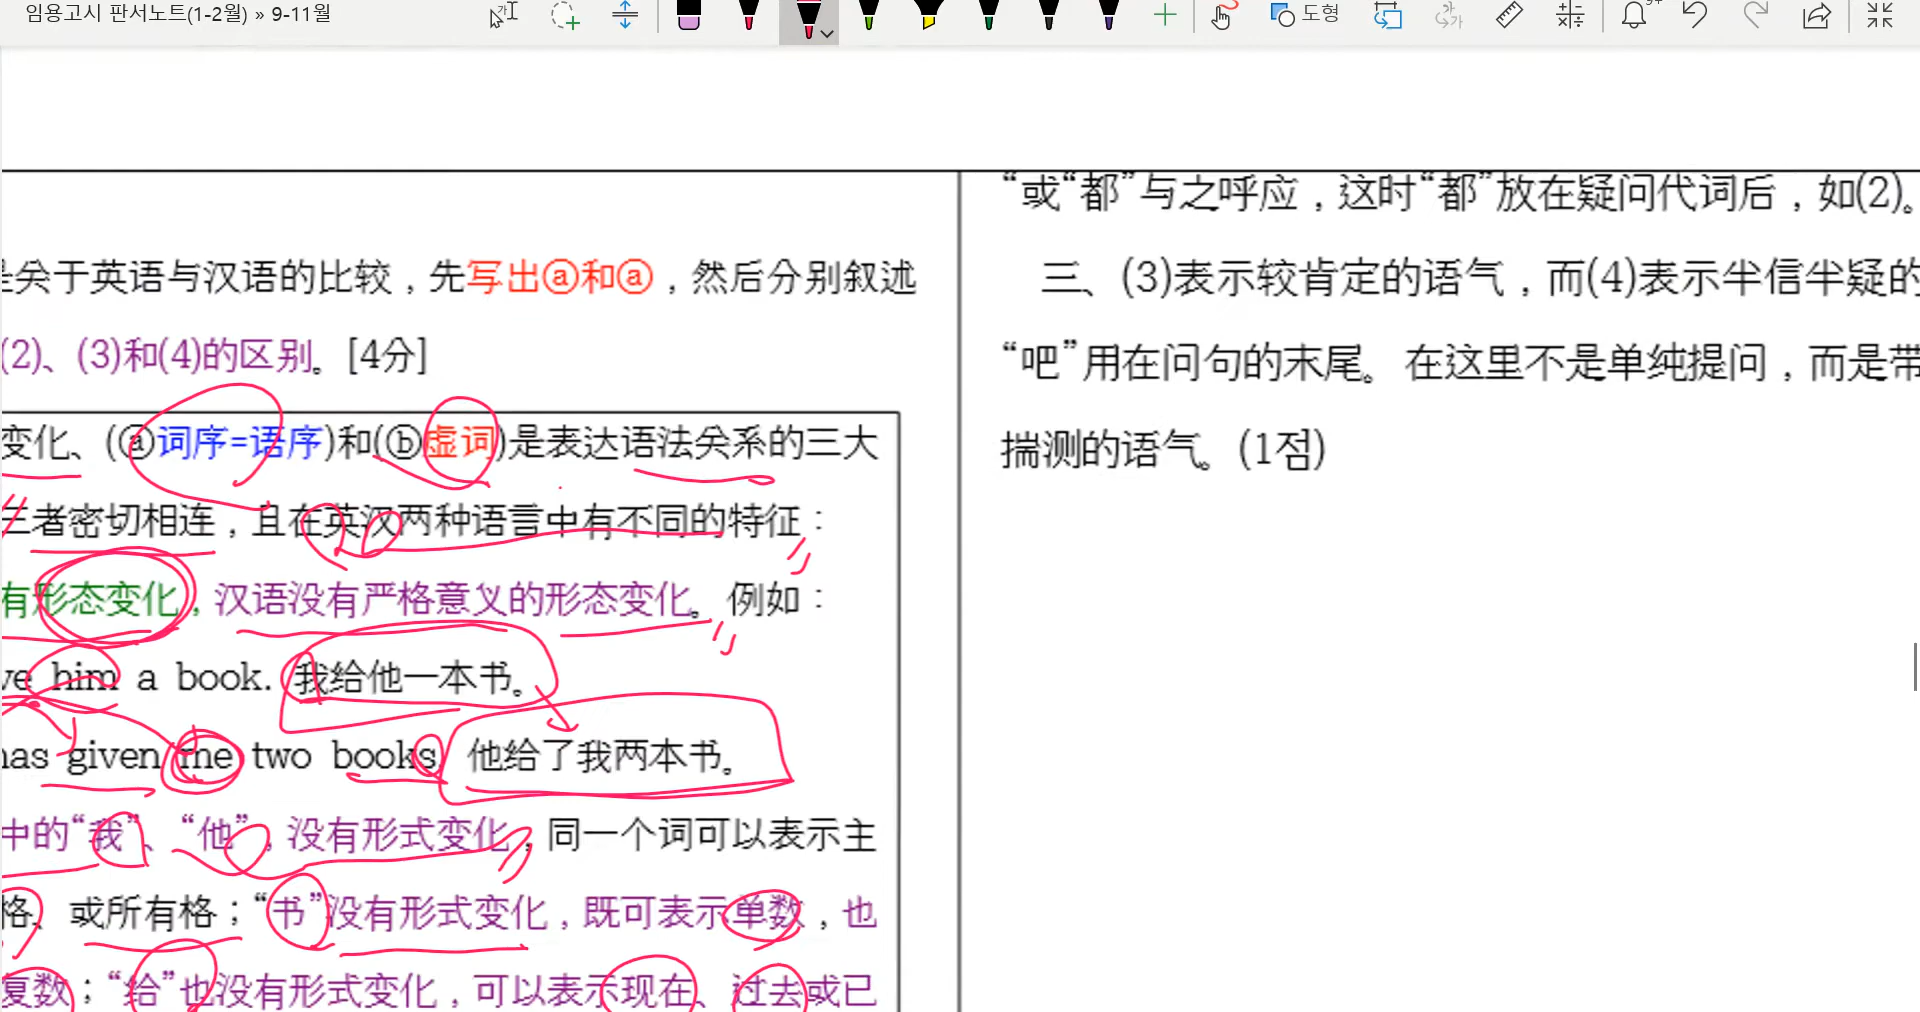 임용고시 판서노트(1-2월) » 9-11월
도형
关于英语与汉语的比较，先写出ⓐ和ⓐ，然后分别叙述
(2)、(3)和(4)的区别。[4分]
变化、(ⓐ词序=语序)和(ⓑ虚词)是表达语法关系的三大
三者密切相连，且在英汉两种语言中有不同的特征：
有形态变化，汉语没有严格意义的形态变化。例如：
ve him a book. 我给他一本书。
has given me two books 他给了我两本书。
中的“我”、“他”，没有形式变化，同一个词可以表示主
格、或所有格；“书”没有形式变化，既可表示单数，也
复数；“给”也没有形式变化，可以表示现在、过去或已
“或“都”与之呼应，这时“都”放在疑问代词后，如(2)。
三、(3)表示较肯定的语气，而(4)表示半信半疑的
“吧”用在问句的末尾。在这里不是单纯提问，而是带
揣测的语气。(1점)